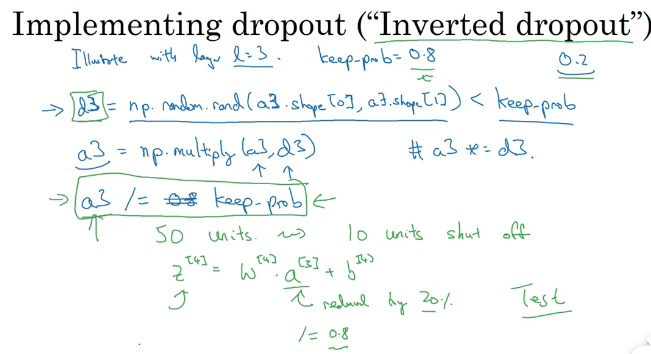 Implementing dropout ("Inverted dropout")
Illustrate with layer l=3. keep-prob = 0.8 0.2
→ d3 = np.random.rand(a3.shape[0], a3.shape[1]) < keep-prob
a3 = np.multiply(a3, d3) # a3 *= d3.
→ a3 /= 0.8 keep-prob ←
50 units. ⇝ 10 units shut off
z^[4] = W^[4] · a^[3] + b^[4]
reduced by 20%. Test
/= 0.8